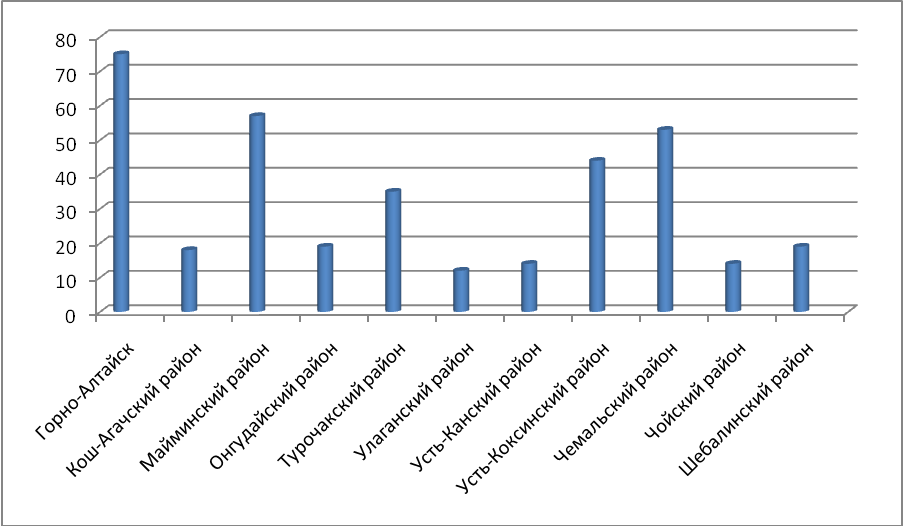 80
70
60
50
40
30
20
10
0
Горно-Алтайск
Кош-Агачский район
Майминский район
Онгудайский район
Турочакский район
Улаганский район
Усть-Канский район
Усть-Коксинский район
Чемальский район
Чойский район
Шебалинский район